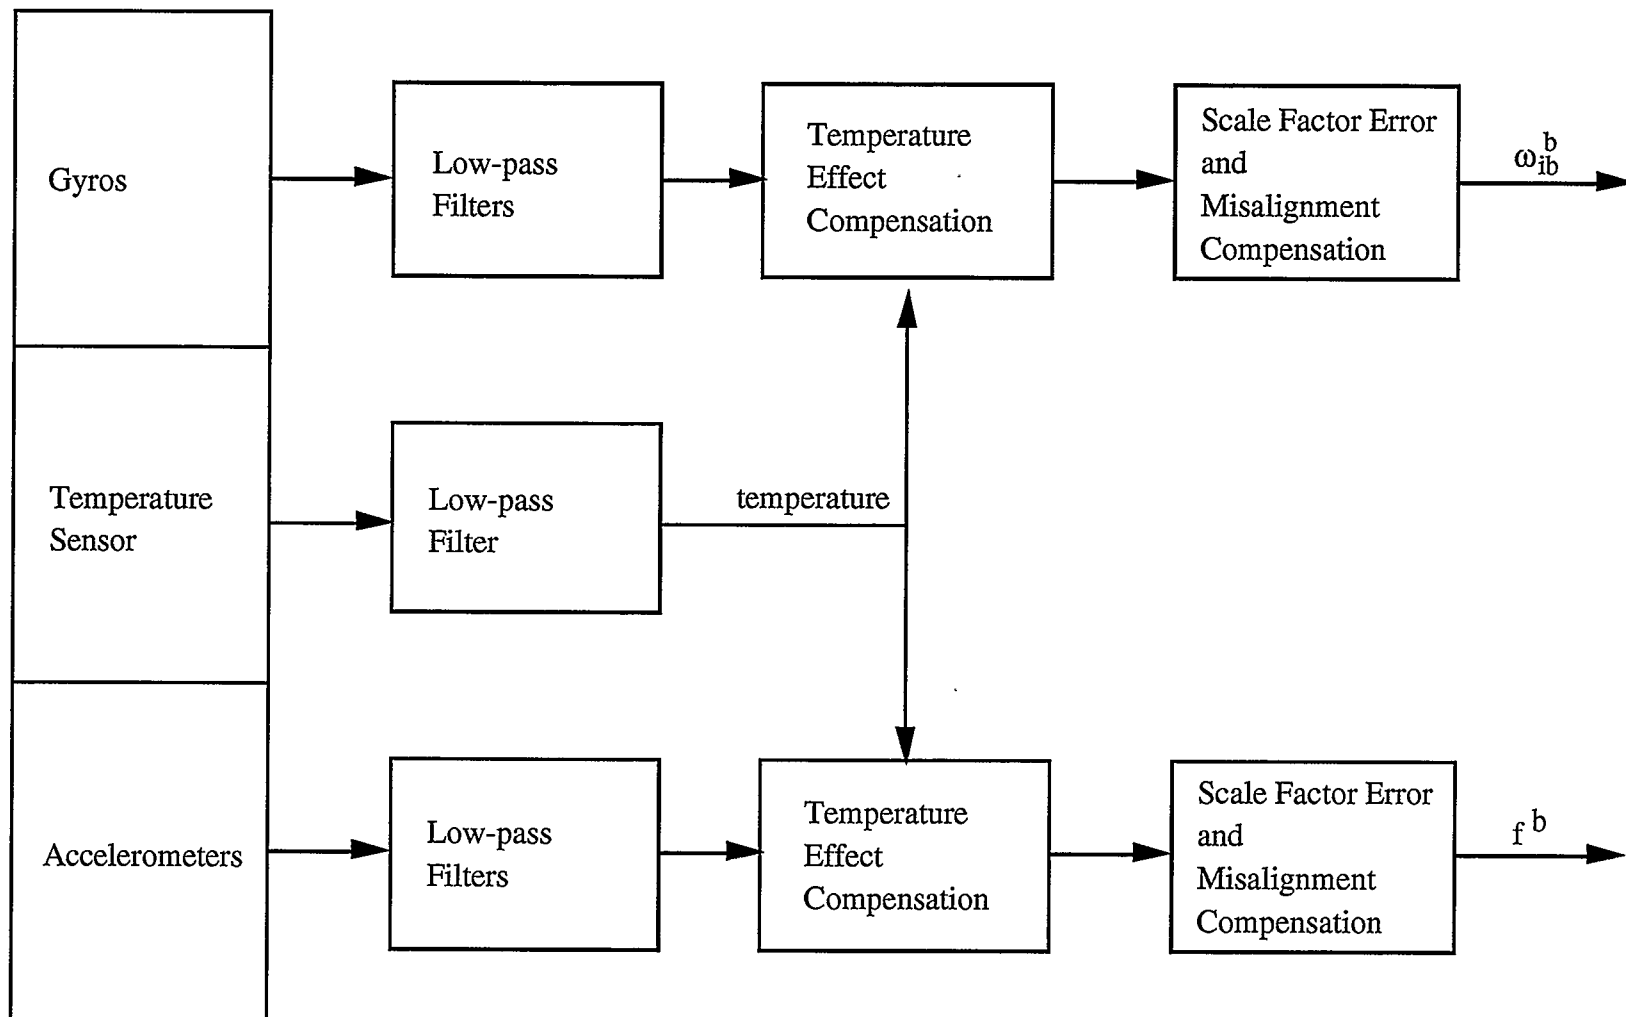 Gyros
Low-pass
Filters
Temperature
Effect
Compensation
Scale Factor Error
and
Misalignment
Compensation
ω_ib^b
Temperature
Sensor
Low-pass
Filter
temperature
Accelerometers
Low-pass
Filters
Temperature
Effect
Compensation
Scale Factor Error
and
Misalignment
Compensation
f^b